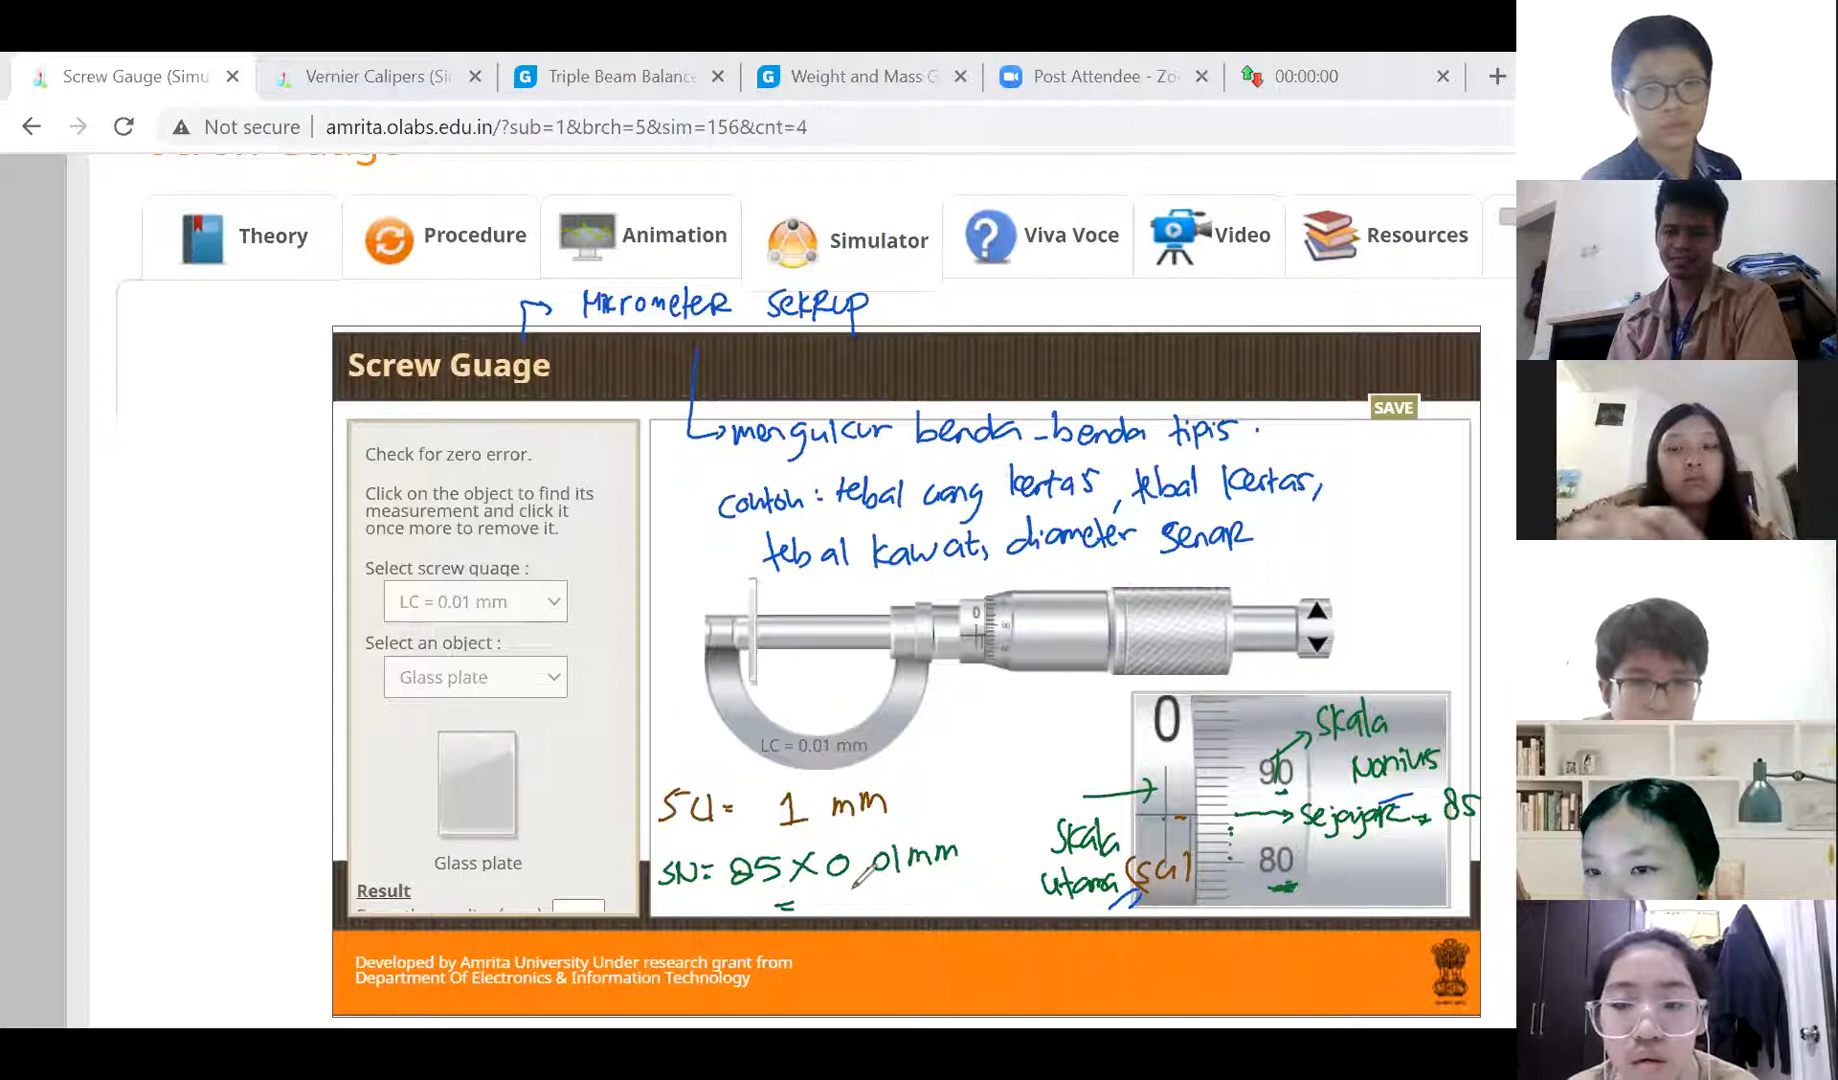 Screw Gauge (Simu
Vernier Calipers (Si
Triple Beam Balance
Weight and Mass G
Post Attendee - Zo
00:00:00
Not secure
amrita.olabs.edu.in/?sub=1&brch=5&sim=156&cnt=4
Theory
Procedure
Animation
Simulator
Viva Voce
Video
Resources
MIKROMETER SEKRUP
Screw Guage
SAVE
Check for zero error.
Click on the object to find its
measurement and click it
once more to remove it.
Select screw guage :
LC = 0.01 mm
Select an object :
Glass plate
Glass plate
Result
mengukur benda-benda tipis.
contoh : tebal uang kertas, tebal kertas,
tebal kawat, diameter senar
0
LC = 0.01 mm
SU = 1 mm
SN = 85 X 0,01 mm
=
0
90
80
Skala
Nonius
Sejajar → 85
Skala
utama (SU)
Developed by Amrita University Under research grant from
Department Of Electronics & Information Technology